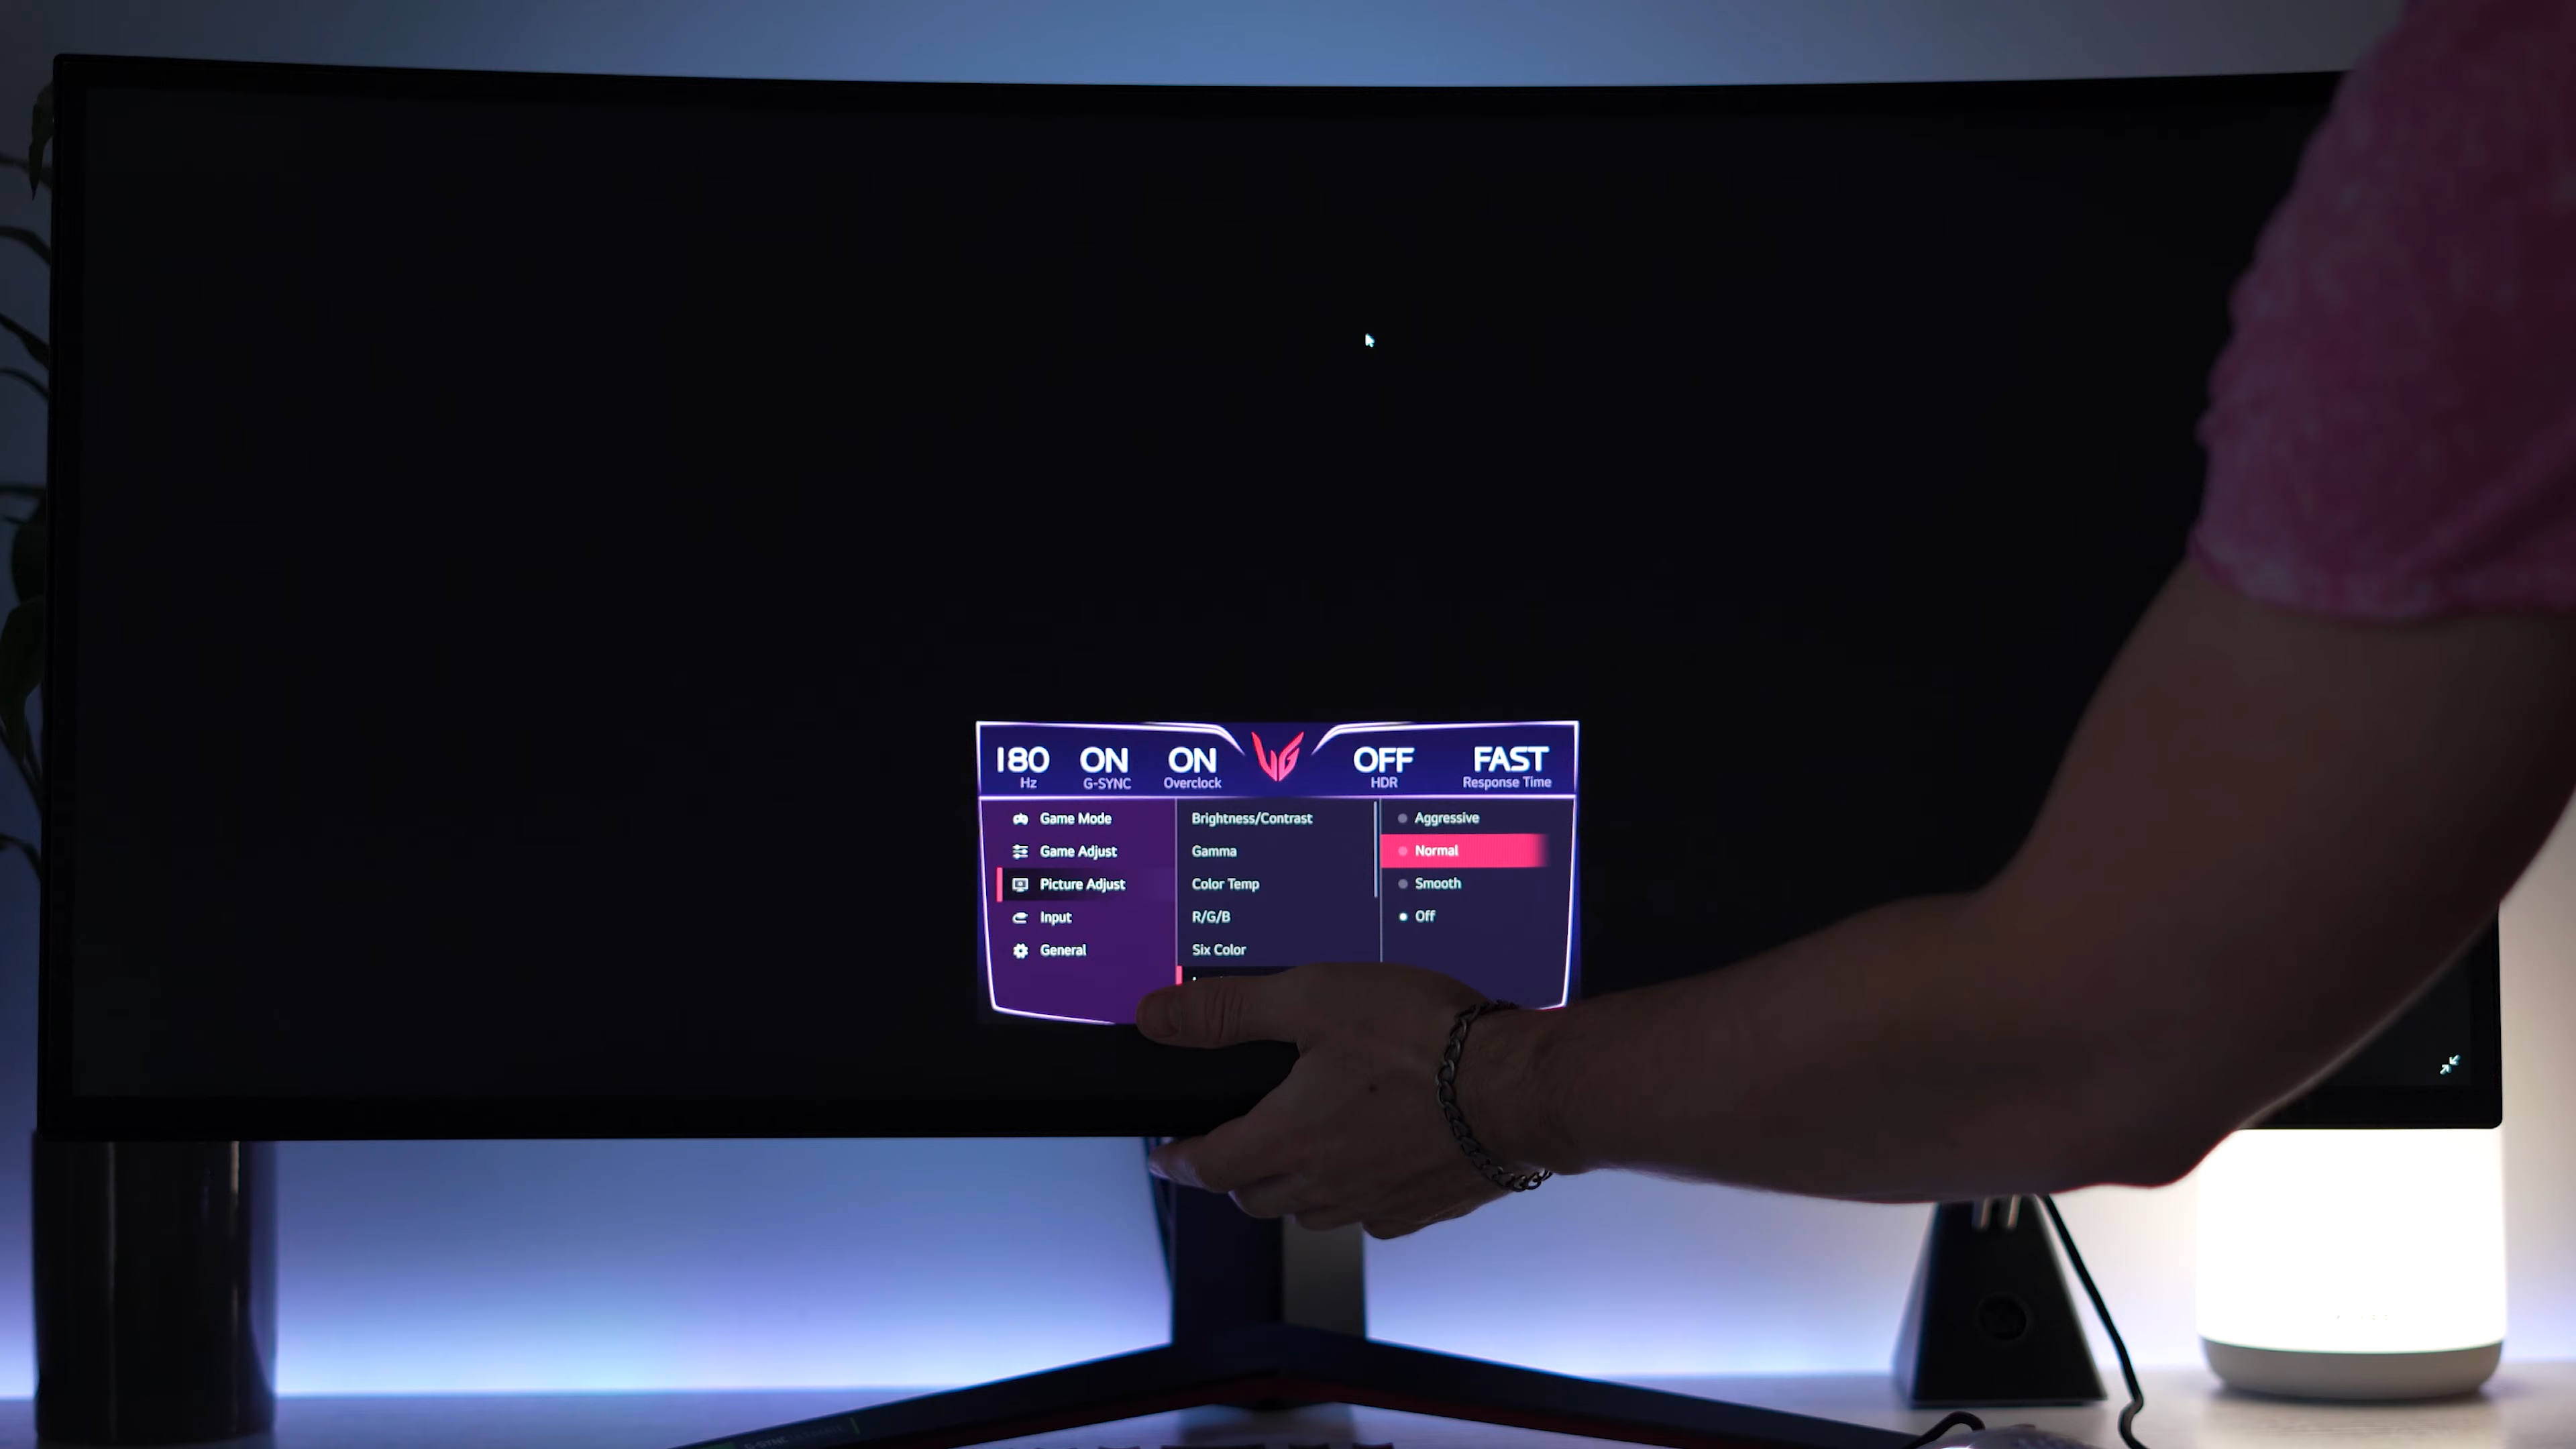 180 ON ON OFF FAST
Hz G-SYNC Overclock HDR Response Time
Game Mode
Game Adjust
Picture Adjust
Input
General
Brightness/Contrast
Gamma
Color Temp
R/G/B
Six Color
Aggressive
Normal
Smooth
Off
G-SYNC